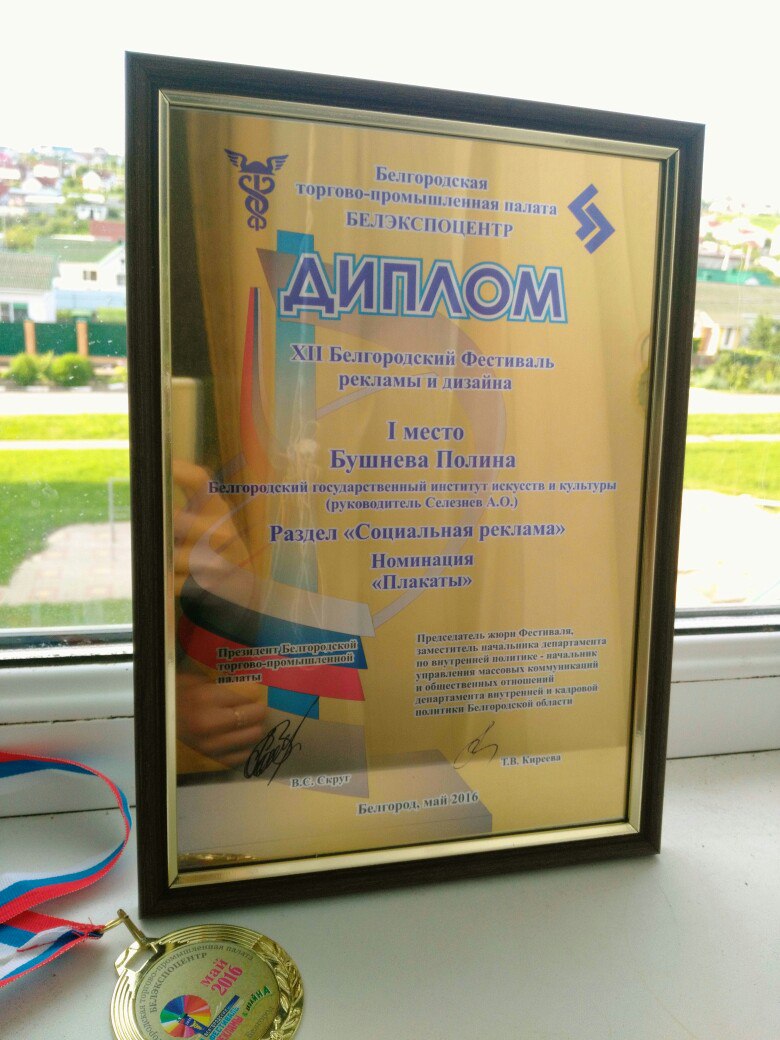 Белгородская
торгово-промышленная палата
БЕЛЭКСПОЦЕНТР
ДИПЛОМ
XII Белгородский Фестиваль
рекламы и дизайна
I место
Бушнева Полина
Белгородский государственный институт искусств и культуры
(руководитель Селезнев А.О.)
Раздел «Социальная реклама»
Номинация
«Плакаты»
Президент Белгородской
торгово-промышленной
палаты
В.С. Скруг
Председатель жюри Фестиваля,
заместитель начальника департамента
по внутренней политике - начальник
управления массовых коммуникаций
и общественных отношений
департамента внутренней и кадровой
политики Белгородской области
Т.В. Киреева
Белгород, май 2016
торгово-промышленная палата
БЕЛЭКСПОЦЕНТР
май
2016